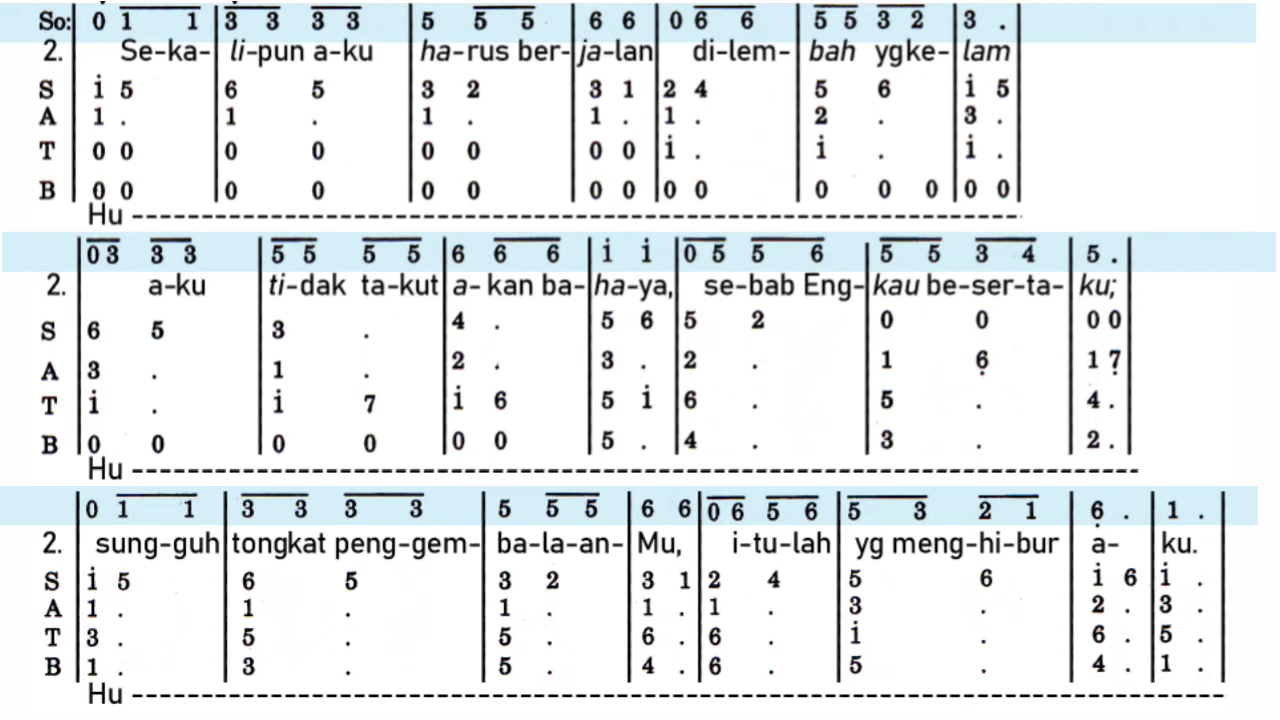 So: 0 1 1 | 3 3 3 3 | 5 5 5 | 6 6 | 0 6 6 | 5 5 3 2 | 3 . |
2. Se-ka- li-pun a-ku ha-rus ber- ja-lan di-lem- bah yg ke- lam
S | i̇ 5 | 6 5 | 3 2 | 3 1 | 2 4 | 5 6 | i̇ 5 |
A | 1 . | 1 . | 1 . | 1 . | 1 . | 2 . | 3 . |
T | 0 0 | 0 0 | 0 0 | 0 0 | i̇ . | i̇ . | i̇ . |
B | 0 0 | 0 0 | 0 0 | 0 0 | 0 0 | 0 0 0 | 0 0 |
Hu ----------------
| 0 3 3 3 | 5 5 5 5 | 6 6 6 | i̇ i̇ | 0 5 5 6 | 5 5 3 4 | 5 . |
2. a-ku ti-dak ta-kut a- kan ba- ha-ya, se-bab Eng- kau be-ser-ta- ku;
S | 6 5 | 3 . | 4 . | 5 6 | 5 2 | 0 0 | 0 0 |
A | 3 . | 1 . | 2 . | 3 . | 2 . | 1 6̣ | 1 7̣ |
T | i̇ . | i̇ 7 | i̇ 6 | 5 i̇ | 6 . | 5 . | 4 . |
B | 0 0 | 0 0 | 0 0 | 5 . | 4 . | 3 . | 2 . |
Hu ----------------
| 0 1 1 | 3 3 3 3 | 5 5 5 | 6 6 | 0 6 5 6 | 5 3 2 1 | 6̣ . | 1 . |
2. sung-guh tongkat peng-gem- ba-la-an- Mu, i-tu-lah yg meng-hi-bur a- ku.
S | i̇ 5 | 6 5 | 3 2 | 3 1 | 2 4 | 5 6 | i̇ 6 | i̇ . |
A | 1 . | 1 . | 1 . | 1 . | 1 . | 3 . | 2 . | 3 . |
T | 3 . | 5 . | 5 . | 6 . | 6 . | i̇ . | 6 . | 5 . |
B | 1 . | 3 . | 5 . | 4 . | 6 . | 5 . | 4 . | 1 . |
Hu ----------------